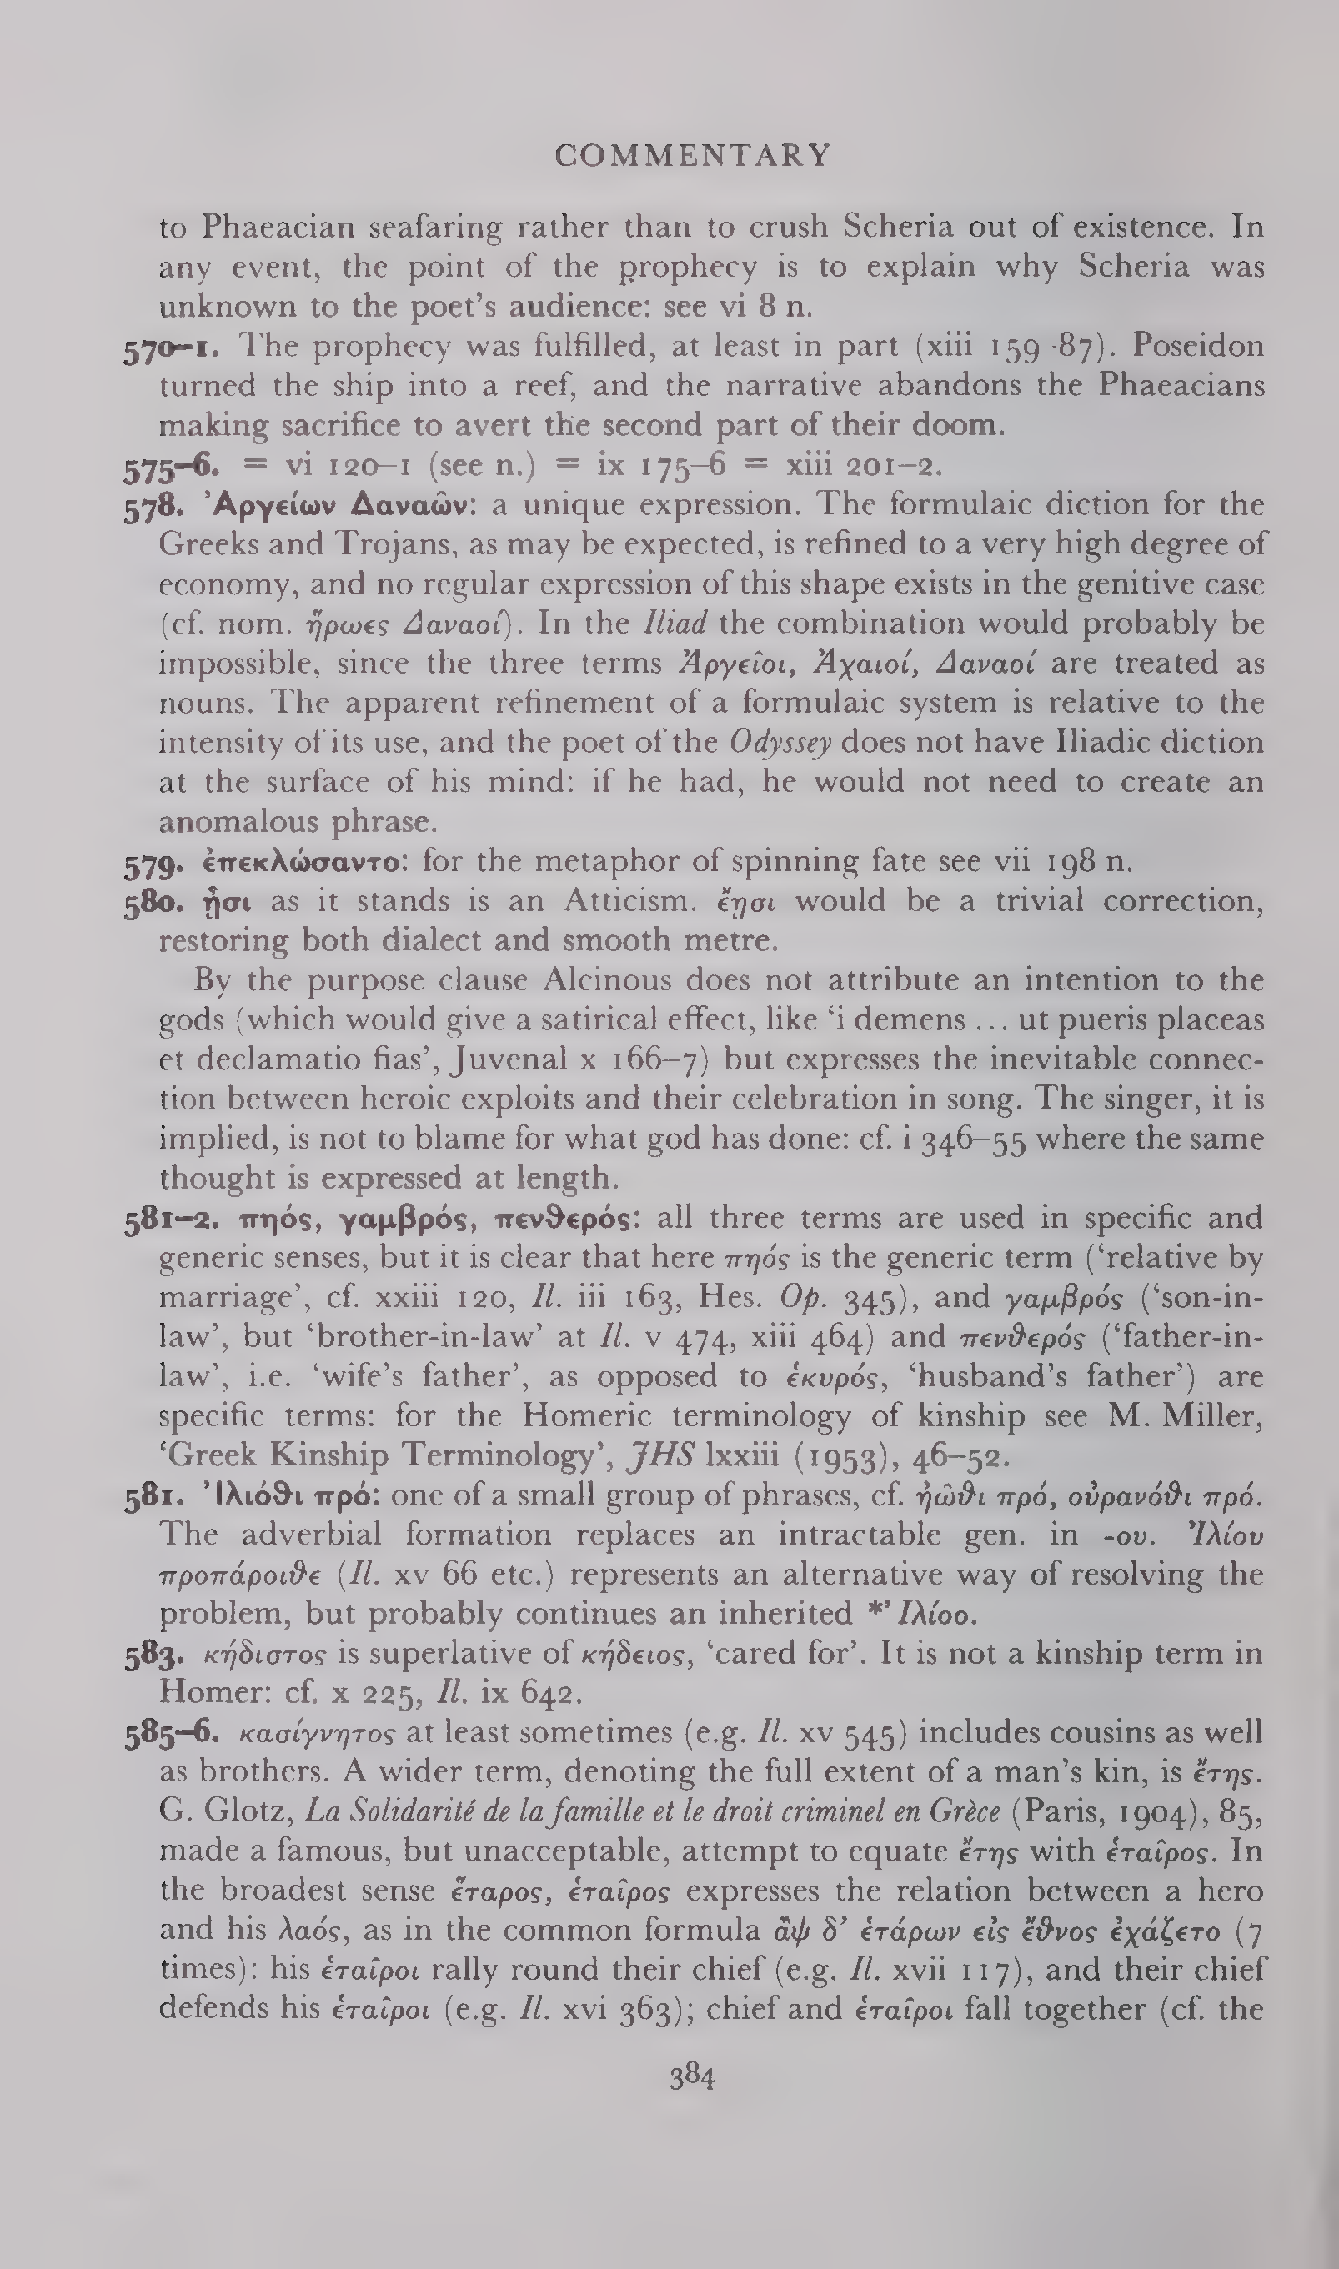 COMMENTARY
to Phaeacian seafaring rather than to crush Scheria out of existence. In
any event, the point of the prophecy is to explain why Scheria was
unknown to the poet's audience: see vi 8 n.
570–1. The prophecy was fulfilled, at least in part (xiii 159-87). Poseidon
turned the ship into a reef, and the narrative abandons the Phaeacians
making sacrifice to avert the second part of their doom.
575–6. = vi 120–1 (see n.) = ix 175–6 = xiii 201–2.
578. Ἀργείων Δαναῶν: a unique expression. The formulaic diction for the
Greeks and Trojans, as may be expected, is refined to a very high degree of
economy, and no regular expression of this shape exists in the genitive case
(cf. nom. ἥρωες Δαναοί). In the Iliad the combination would probably be
impossible, since the three terms Ἀργεῖοι, Ἀχαιοί, Δαναοί are treated as
nouns. The apparent refinement of a formulaic system is relative to the
intensity of its use, and the poet of the Odyssey does not have Iliadic diction
at the surface of his mind: if he had, he would not need to create an
anomalous phrase.
579. ἐπεκλώσαντο: for the metaphor of spinning fate see vii 198 n.
580. ᾖσι as it stands is an Atticism. ἔῃσι would be a trivial correction,
restoring both dialect and smooth metre.
By the purpose clause Alcinous does not attribute an intention to the
gods (which would give a satirical effect, like ‘i demens ... ut pueris placeas
et declamatio fias’, Juvenal x 166–7) but expresses the inevitable connec-
tion between heroic exploits and their celebration in song. The singer, it is
implied, is not to blame for what god has done: cf. i 346–55 where the same
thought is expressed at length.
581–2. πηός, γαμβρός, πενθερός: all three terms are used in specific and
generic senses, but it is clear that here πηός is the generic term (‘relative by
marriage’, cf. xxiii 120, Il. iii 163, Hes. Op. 345), and γαμβρός (‘son-in-
law’, but ‘brother-in-law’ at Il. v 474, xiii 464) and πενθερός (‘father-in-
law’, i.e. ‘wife's father’, as opposed to ἑκυρός, ‘husband's father’) are
specific terms: for the Homeric terminology of kinship see M. Miller,
‘Greek Kinship Terminology’, JHS lxxiii (1953), 46–52.
581. Ἰλιόθι πρό: one of a small group of phrases, cf. ἠῶθι πρό, οὐρανόθι πρό.
The adverbial formation replaces an intractable gen. in -ου. Ἰλίου
προπάροιθε (Il. xv 66 etc.) represents an alternative way of resolving the
problem, but probably continues an inherited *Ἰλίοο.
583. κήδιστος is superlative of κήδειος, ‘cared for’. It is not a kinship term in
Homer: cf. x 225, Il. ix 642.
585–6. κασίγνητος at least sometimes (e.g. Il. xv 545) includes cousins as well
as brothers. A wider term, denoting the full extent of a man's kin, is ἔτης.
G. Glotz, La Solidarité de la famille et le droit criminel en Grèce (Paris, 1904), 85,
made a famous, but unacceptable, attempt to equate ἔτης with ἑταῖρος. In
the broadest sense ἕταρος, ἑταῖρος expresses the relation between a hero
and his λαός, as in the common formula ἂψ δ’ ἑτάρων εἰς ἔθνος ἐχάζετο (7
times): his ἑταῖροι rally round their chief (e.g. Il. xvii 117), and their chief
defends his ἑταῖροι (e.g. Il. xvi 363); chief and ἑταῖροι fall together (cf. the
384